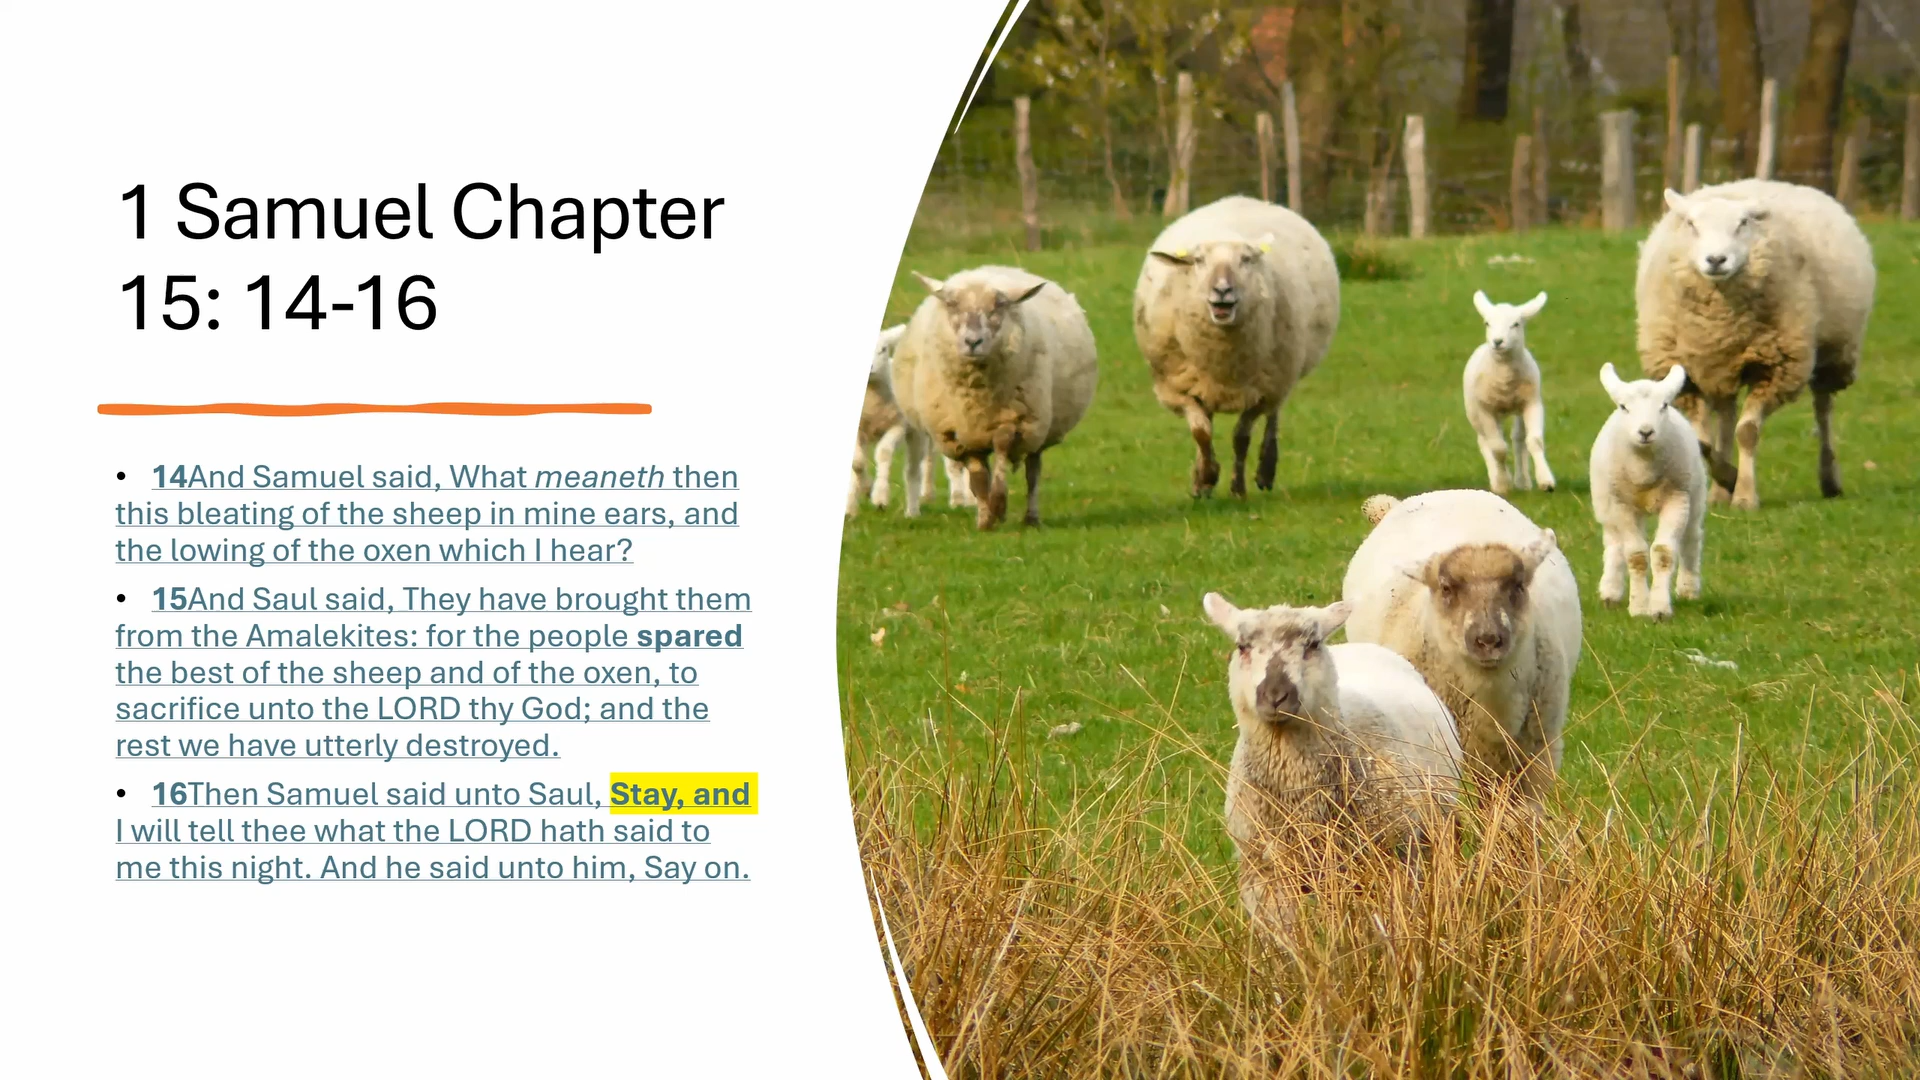 1 Samuel Chapter
15: 14-16
• 14And Samuel said, What meaneth then
this bleating of the sheep in mine ears, and
the lowing of the oxen which I hear?
• 15And Saul said, They have brought them
from the Amalekites: for the people spared
the best of the sheep and of the oxen, to
sacrifice unto the LORD thy God; and the
rest we have utterly destroyed.
• 16Then Samuel said unto Saul, Stay, and
I will tell thee what the LORD hath said to
me this night. And he said unto him, Say on.